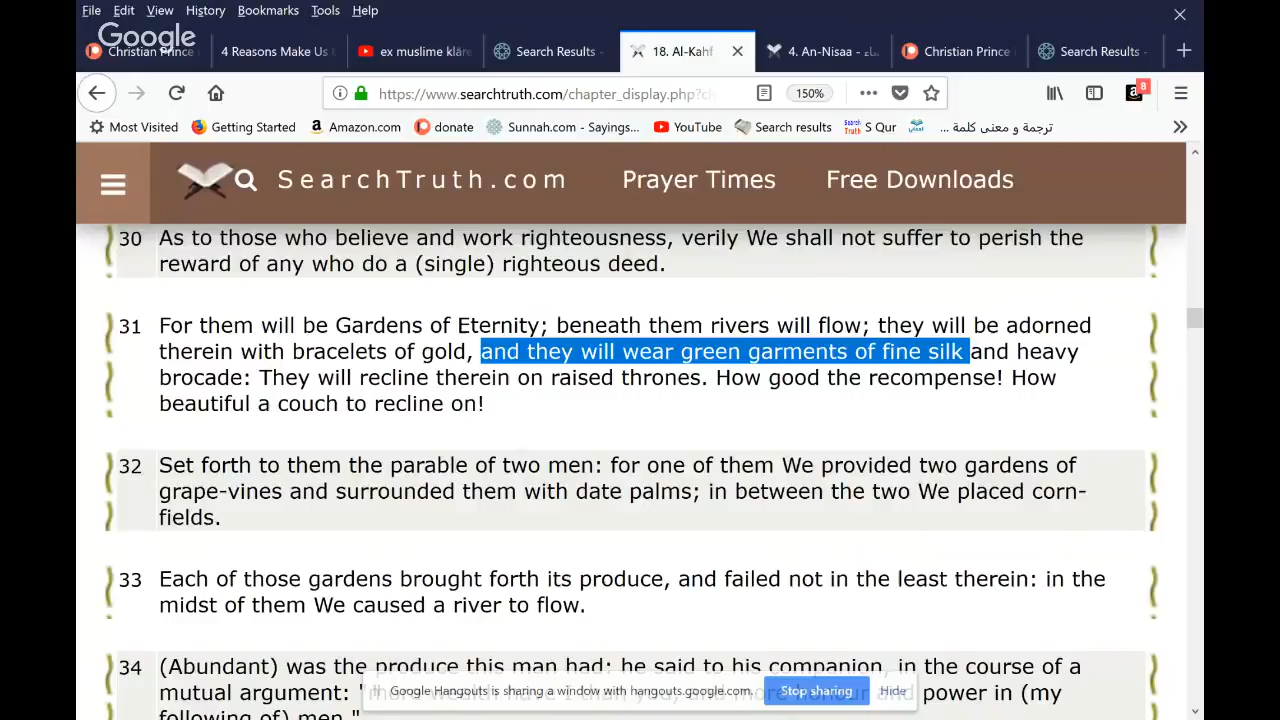 File Edit View History Bookmarks Tools Help
Google
Christian Prince
4 Reasons Make Us
ex muslime kläre
Search Results -
18. Al-Kahf
4. An-Nisaa -
Christian Prince
Search Results -
https://www.searchtruth.com/chapter_display.php?ch
150%
8
Most Visited Getting Started Amazon.com donate Sunnah.com - Sayings... YouTube Search results S Qur ترجمة و معنى كلمة ...
SearchTruth.com Prayer Times Free Downloads
30 As to those who believe and work righteousness, verily We shall not suffer to perish the
reward of any who do a (single) righteous deed.
31 For them will be Gardens of Eternity; beneath them rivers will flow; they will be adorned
therein with bracelets of gold, and they will wear green garments of fine silk and heavy
brocade: They will recline therein on raised thrones. How good the recompense! How
beautiful a couch to recline on!
32 Set forth to them the parable of two men: for one of them We provided two gardens of
grape-vines and surrounded them with date palms; in between the two We placed corn-
fields.
33 Each of those gardens brought forth its produce, and failed not in the least therein: in the
midst of them We caused a river to flow.
34 (Abundant) was the produce this man had: he said to his companion, in the course of a
mutual argument: power in (my
following of) men."
Google Hangouts is sharing a window with hangouts.google.com. Stop sharing Hide